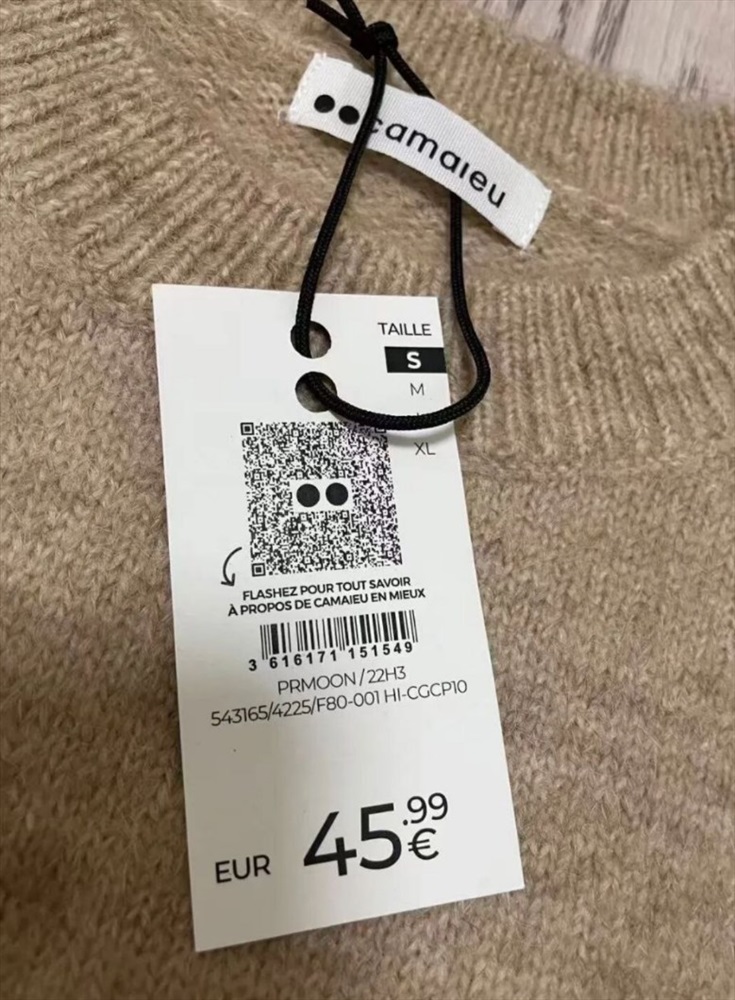 camaieu
TAILLE
S
M
XL
FLASHEZ POUR TOUT SAVOIR
À PROPOS DE CAMAIEU EN MIEUX
3 616171 151549
PRMOON / 22H3
543165/4225/F80-001 HI-CGCP10
EUR 45.99 €